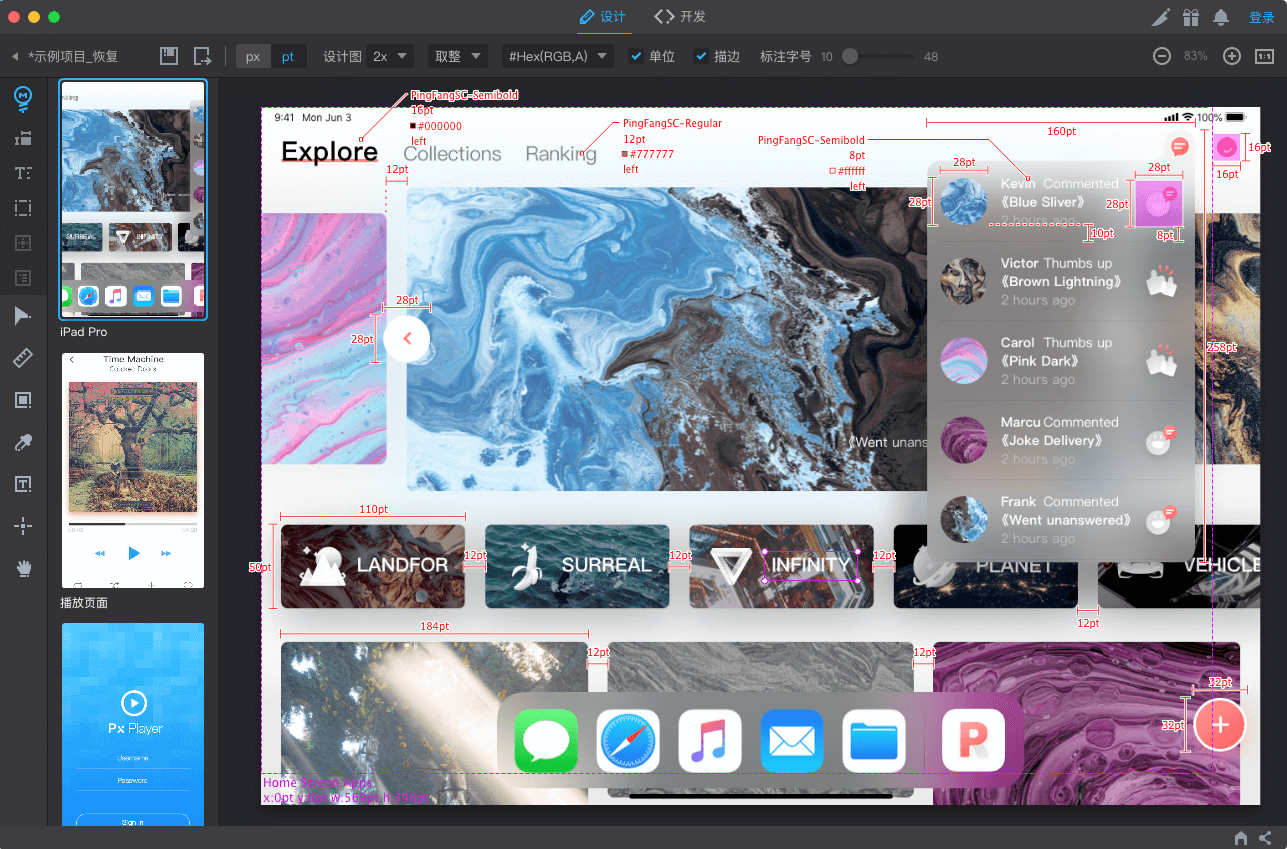 设计
开发
登录
*示例项目_恢复
px
pt
设计图
2x
取整
#Hex(RGB,A)
单位
描边
标注字号
10
48
83%
1:1
Ranking
SURREAL
INFINITY
iPad Pro
Time Machine
Px Player
Username
Password
Sign in
播放页面
9:41 Mon Jun 3
100%
Explore
Collections
Ranking
PingFangSC-Semibold
16pt
#000000
left
PingFangSC-Regular
12pt
#777777
left
PingFangSC-Semibold
8pt
#ffffff
left
12pt
160pt
16pt
16pt
28pt
28pt
28pt
28pt
10pt
8pt
Kevin Commented
《Blue Sliver》
2 hours ago
Victor Thumbs up
《Brown Lightning》
2 hours ago
258pt
28pt
28pt
Carol Thumbs up
《Pink Dark》
2 hours ago
Marcu Commented
《Joke Delivery》
2 hours ago
《Went unans
Frank Commented
《Went unanswered》
2 hours ago
110pt
50pt
LANDFOR
12pt
SURREAL
12pt
INFINITY
12pt
PLANET
VEHICLE
12pt
184pt
12pt
12pt
32pt
32pt
Home Screen Apps